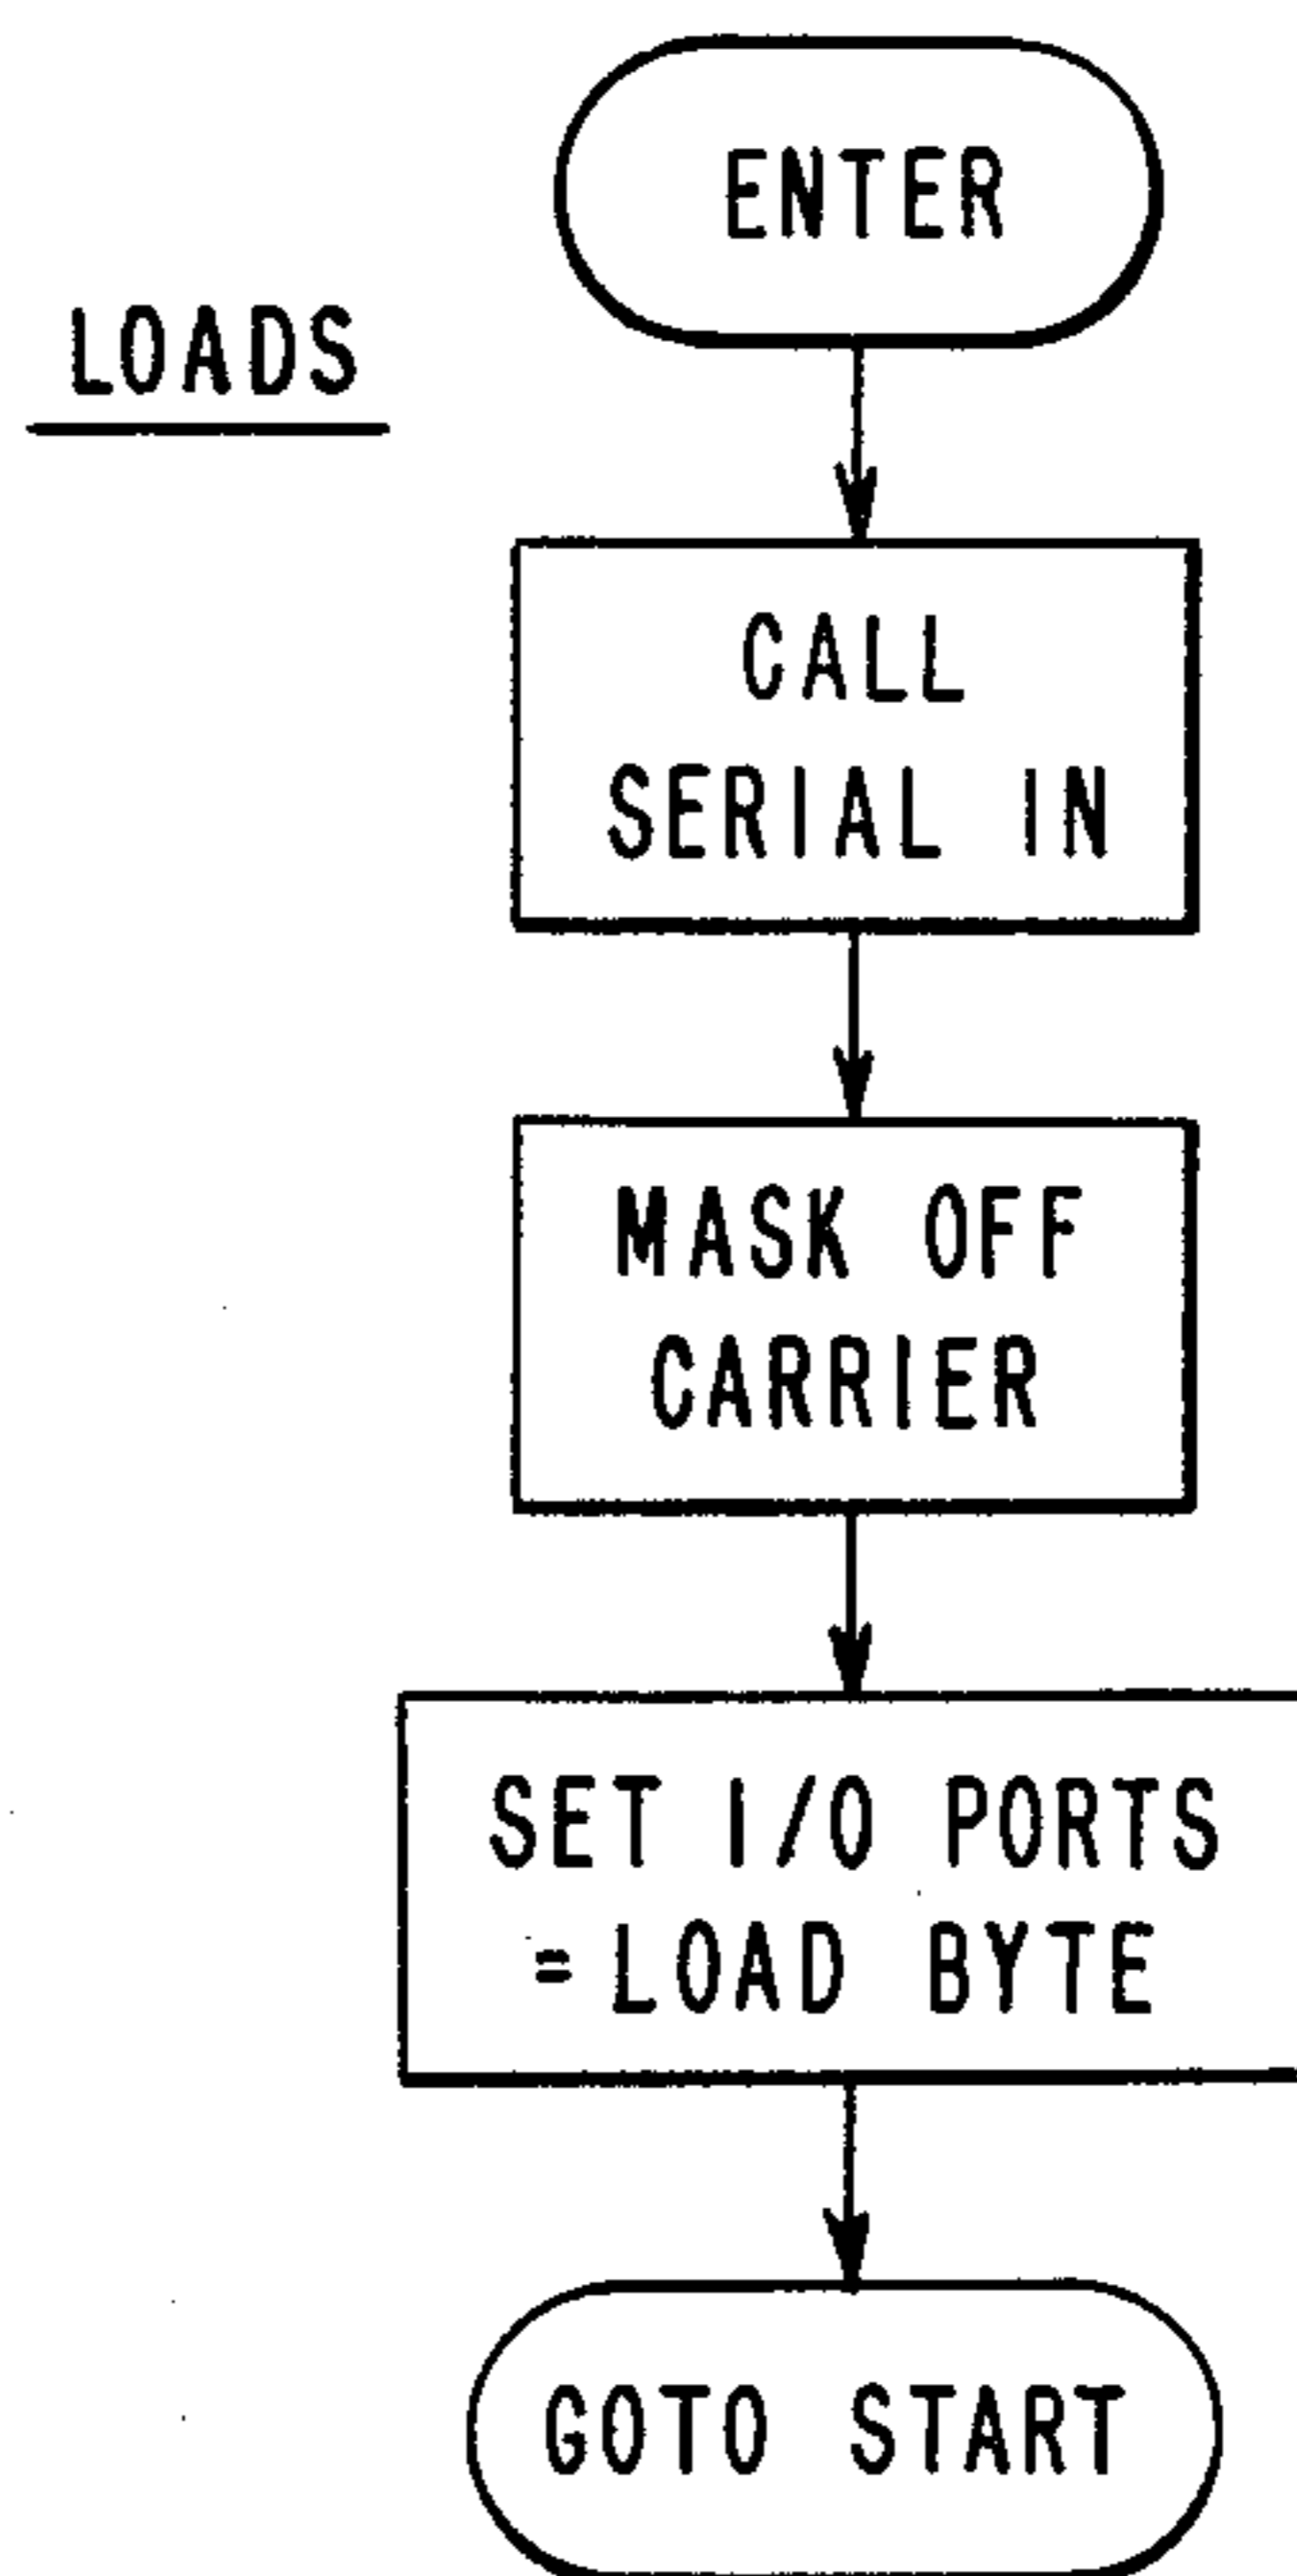 ENTER
LOADS
CALL
SERIAL IN
MASK OFF
CARRIER
SET I/O PORTS
= LOAD BYTE
GOTO START